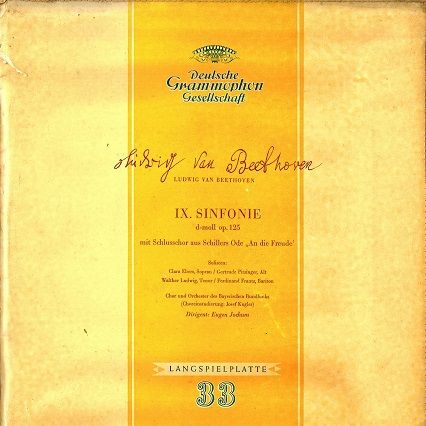 Deutsche
Grammophon
Gesellschaft
Ludwig van Beethoven
LUDWIG VAN BEETHOVEN
IX. SINFONIE
d-moll op. 125
mit Schlusschor aus Schillers Ode „An die Freude"
Solisten:
Clara Ebers, Sopran / Gertrude Pitzinger, Alt
Walther Ludwig, Tenor / Ferdinand Frantz, Bariton
Chor und Orchester des Bayerischen Rundfunks
(Choreinstudierung: Josef Kugler)
Dirigent: Eugen Jochum
LANGSPIELPLATTE
33